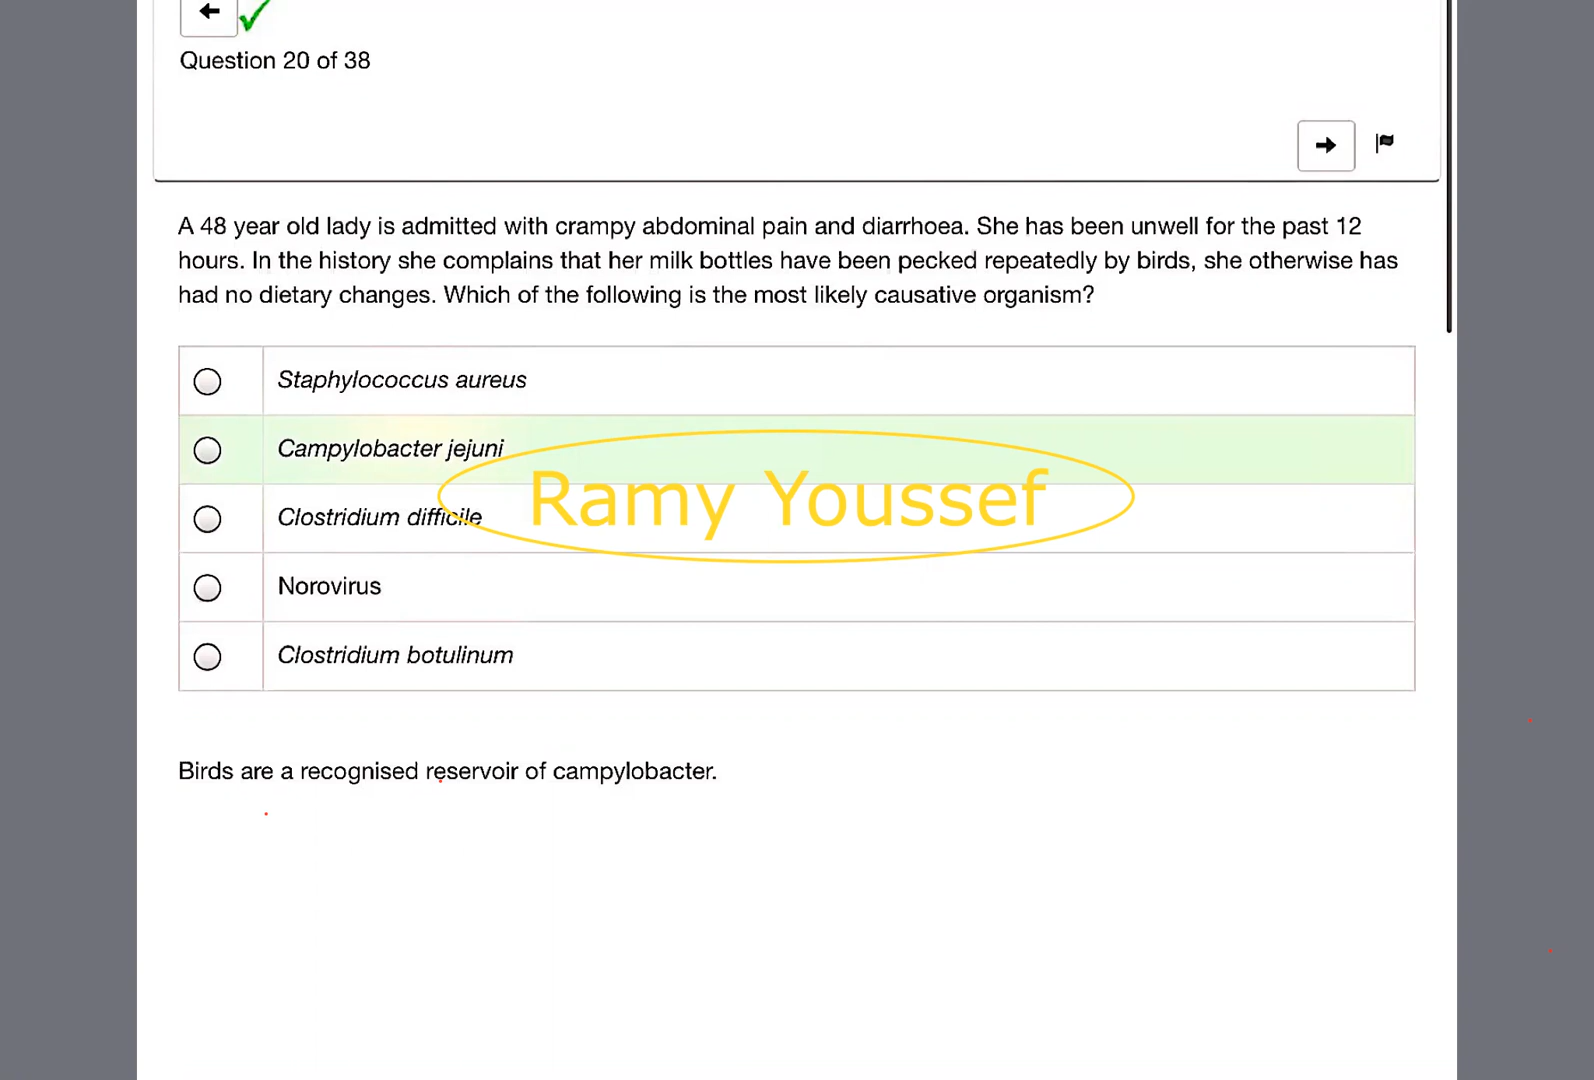 Question 20 of 38
A 48 year old lady is admitted with crampy abdominal pain and diarrhoea. She has been unwell for the past 12
hours. In the history she complains that her milk bottles have been pecked repeatedly by birds, she otherwise has
had no dietary changes. Which of the following is the most likely causative organism?
Staphylococcus aureus
Campylobacter jejuni
Ramy Youssef
Clostridium difficile
Norovirus
Clostridium botulinum
Birds are a recognised reservoir of campylobacter.